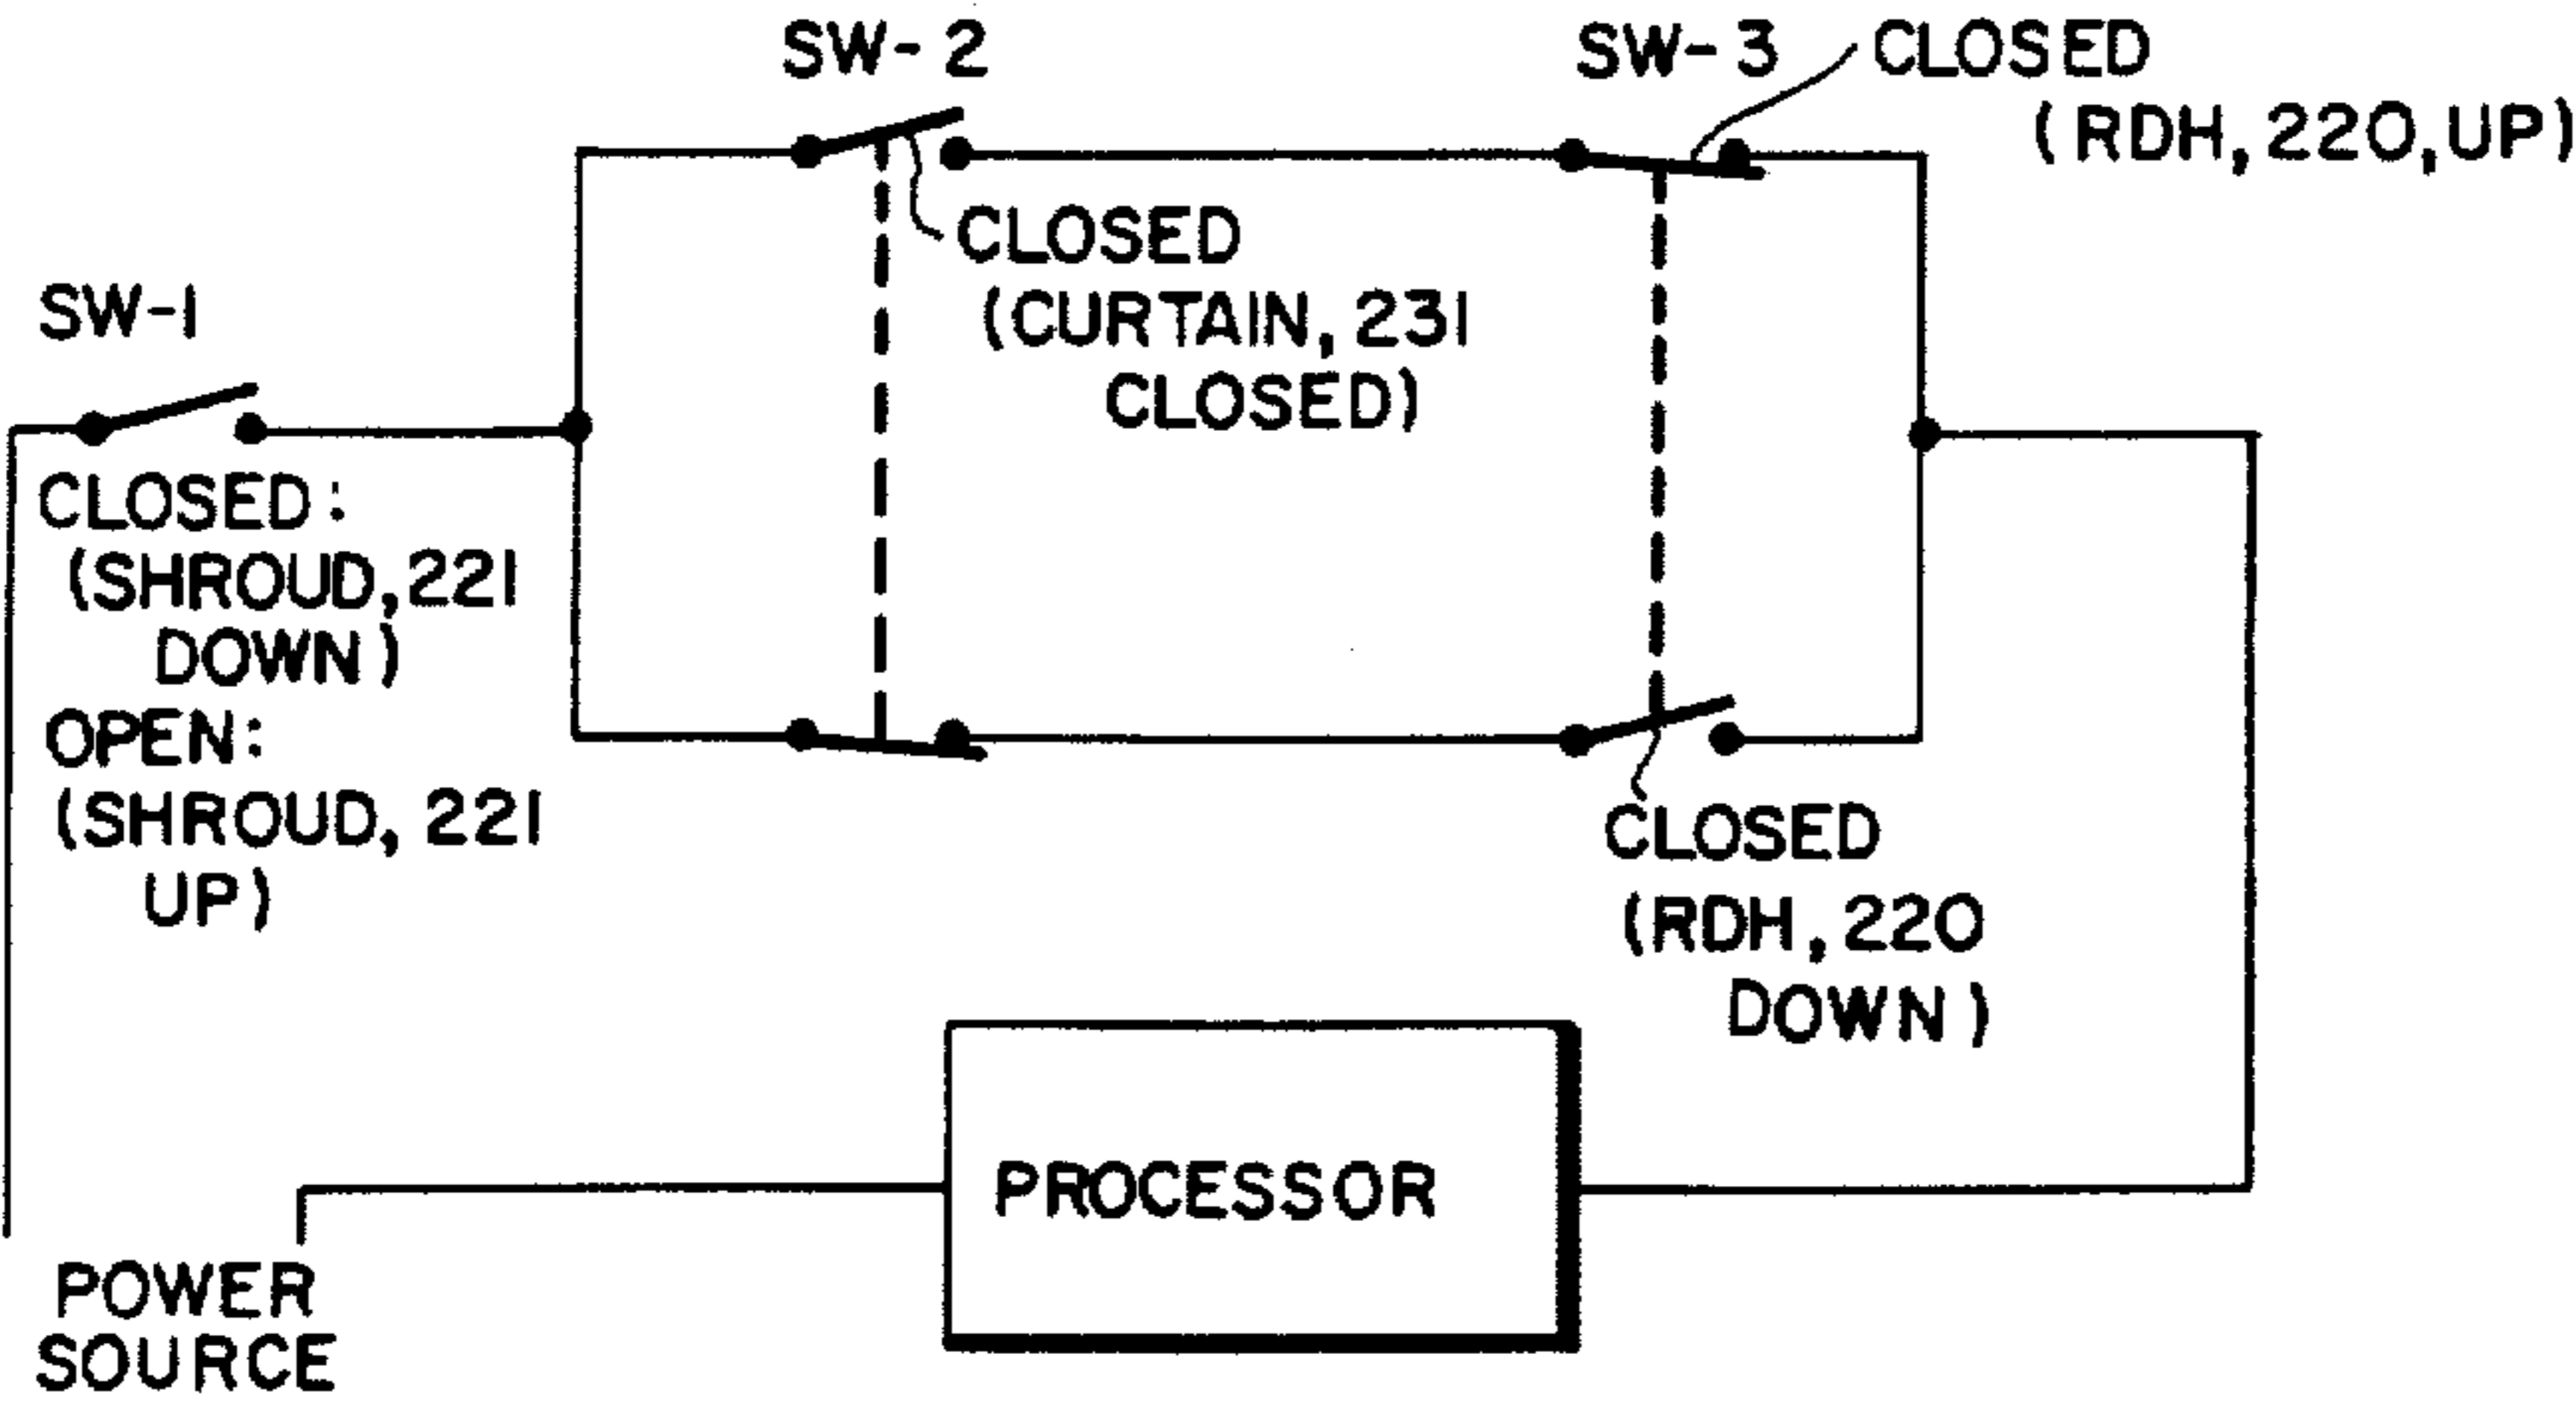 SW-2
SW-3
CLOSED
(RDH, 220, UP)
CLOSED
(CURTAIN, 231
CLOSED)
SW-1
CLOSED:
(SHROUD, 221
DOWN)
OPEN:
(SHROUD, 221
UP)
CLOSED
(RDH, 220
DOWN)
PROCESSOR
POWER
SOURCE